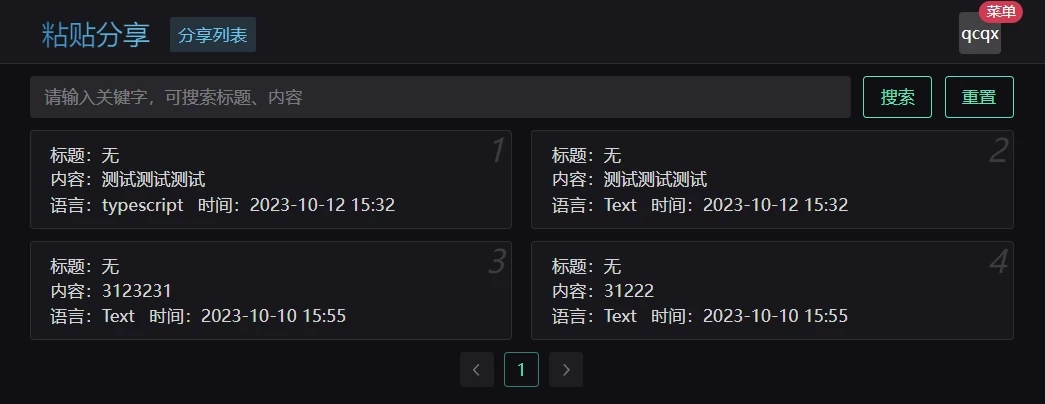 粘贴分享 分享列表 菜单
qcqx
请输入关键字，可搜索标题、内容 搜索 重置
1
标题：无
内容：测试测试测试
语言：typescript 时间：2023-10-12 15:32
2
标题：无
内容：测试测试测试
语言：Text 时间：2023-10-12 15:32
3
标题：无
内容：3123231
语言：Text 时间：2023-10-10 15:55
4
标题：无
内容：31222
语言：Text 时间：2023-10-10 15:55
1